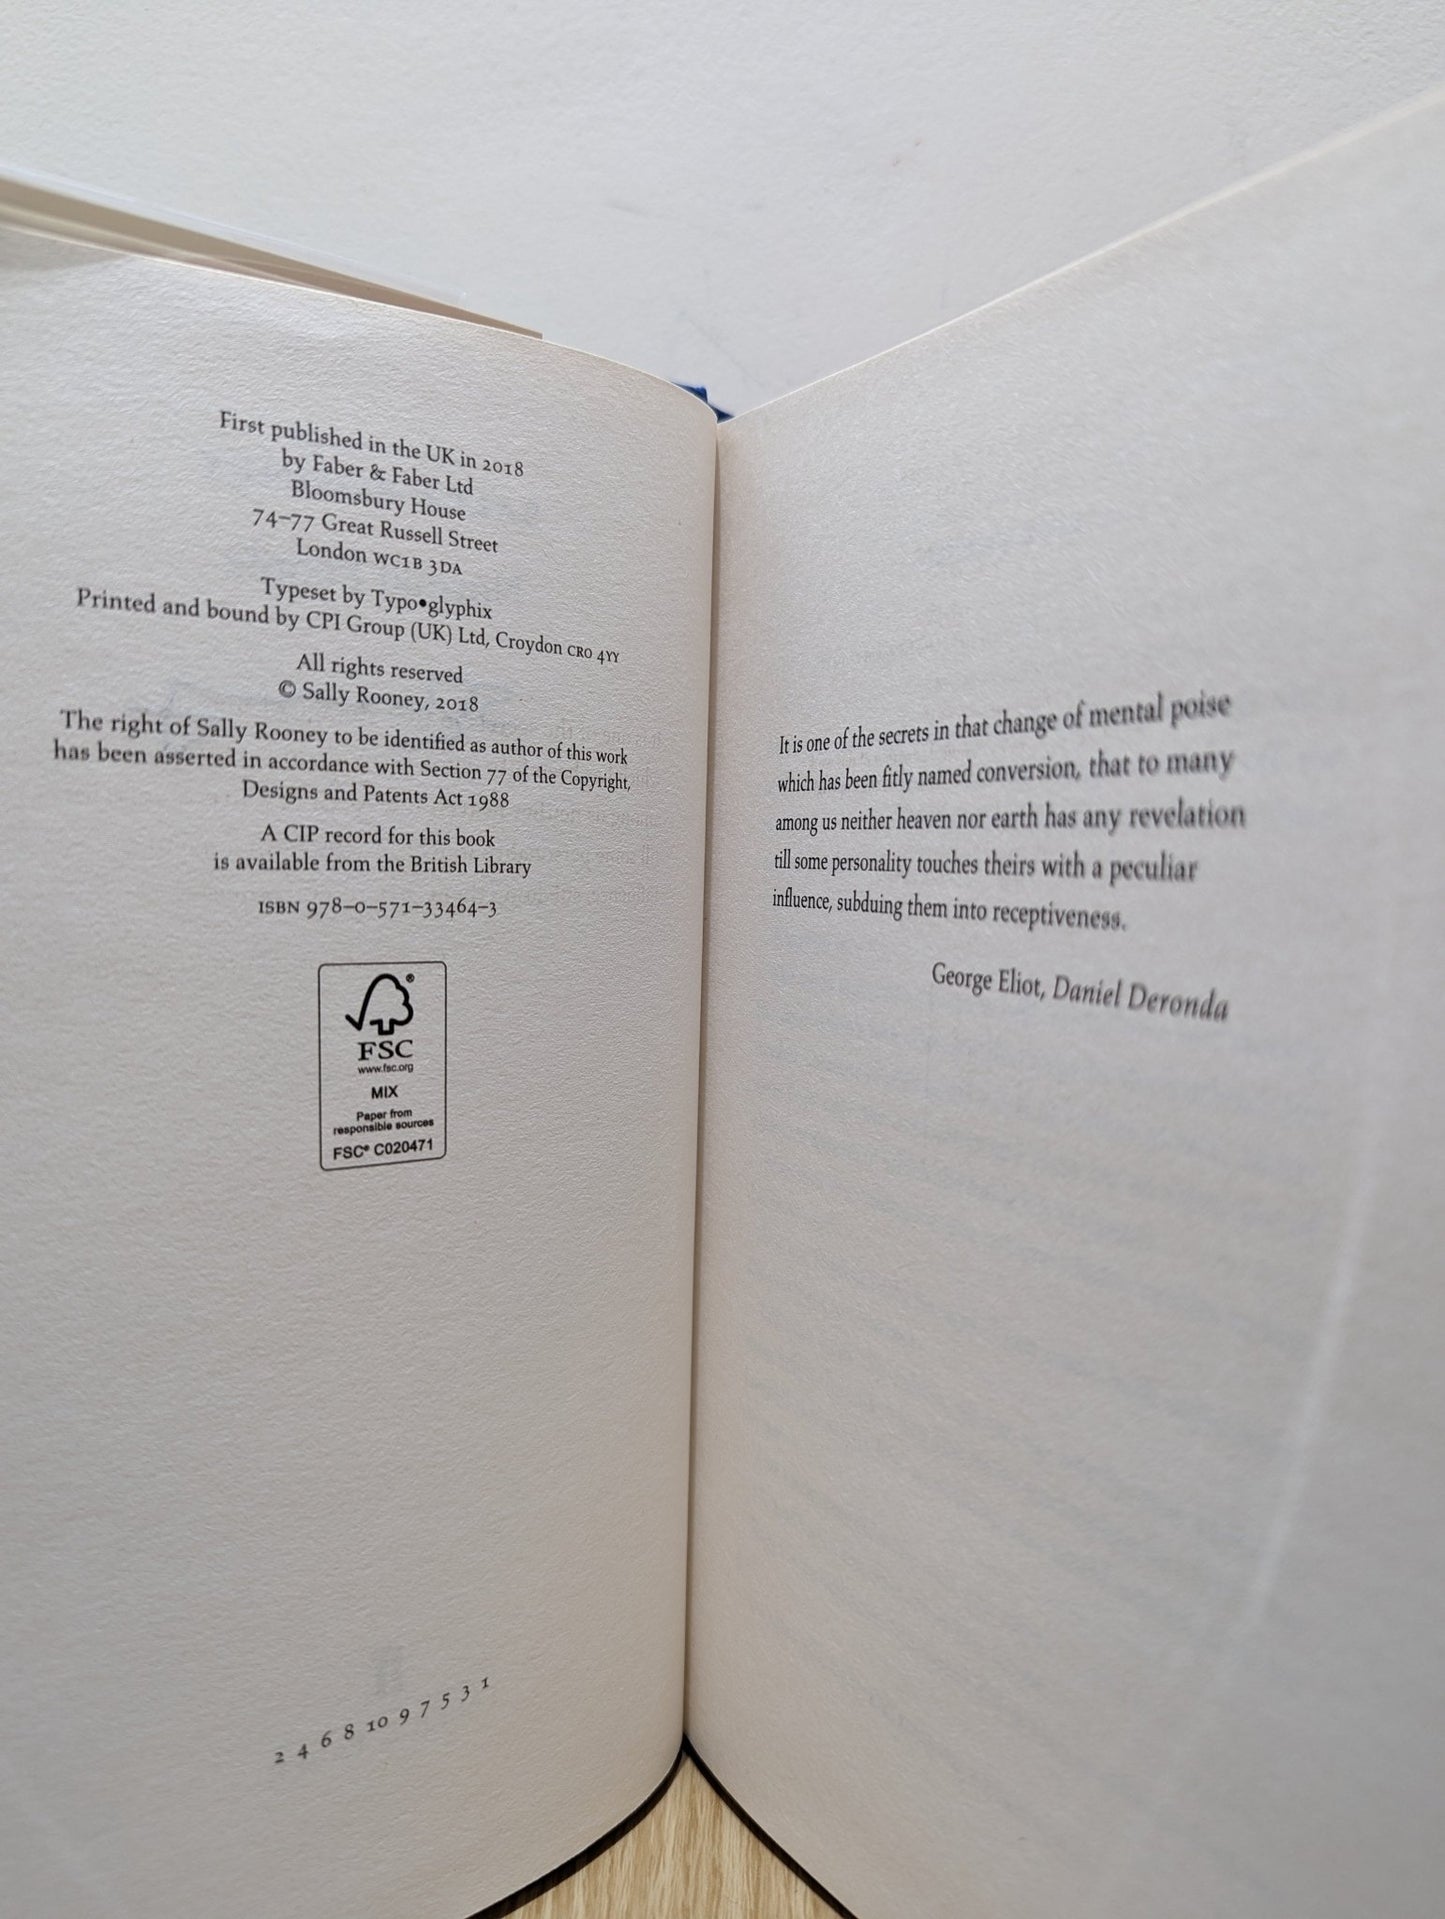 First published in the UK in 2018
by Faber & Faber Ltd
Bloomsbury House
74–77 Great Russell Street
London WC1B 3DA
Typeset by Typo•glyphix
Printed and bound by CPI Group (UK) Ltd, Croydon CR0 4YY
All rights reserved
© Sally Rooney, 2018
The right of Sally Rooney to be identified as author of this work
has been asserted in accordance with Section 77 of the Copyright,
Designs and Patents Act 1988
A CIP record for this book
is available from the British Library
ISBN 978–0–571–33464–3
®
FSC
www.fsc.org
MIX
Paper from
responsible sources
FSC® C020471
2 4 6 8 10 9 7 5 3 1
It is one of the secrets in that change of mental poise
which has been fitly named conversion, that to many
among us neither heaven nor earth has any revelation
till some personality touches theirs with a peculiar
influence, subduing them into receptiveness.
George Eliot, Daniel Deronda